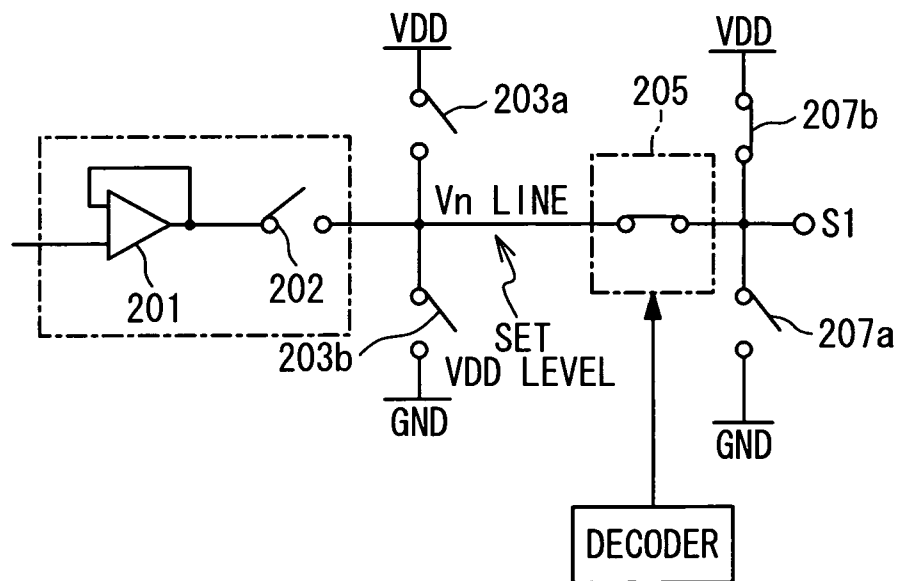 VDD
VDD
203a
205
207b
Vn LINE
S1
201
202
203b
SET
VDD LEVEL
207a
GND
GND
DECODER